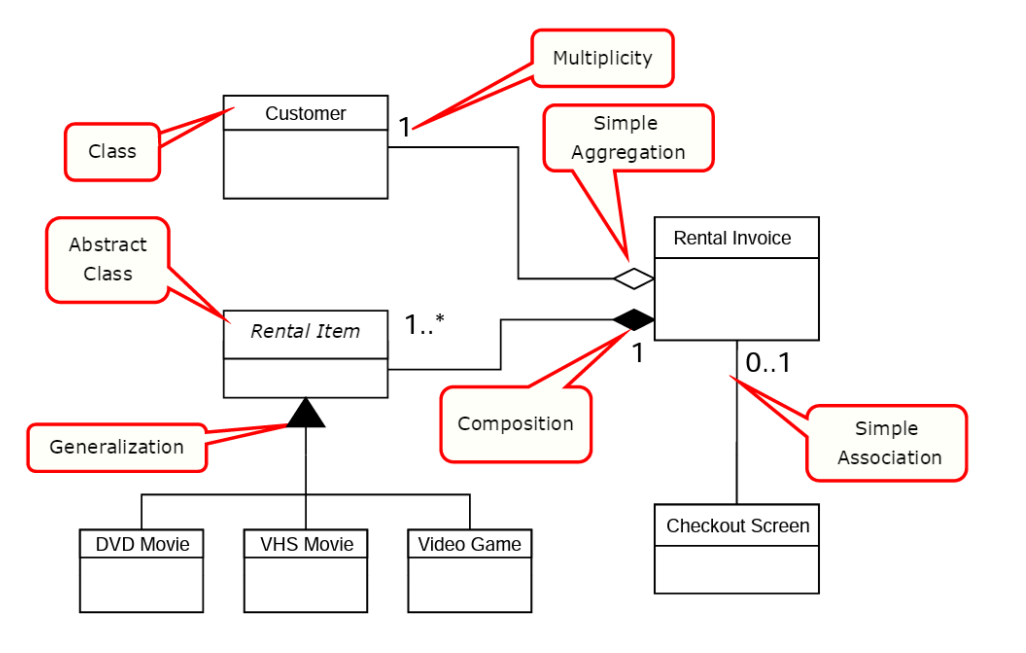 Multiplicity
Customer
1
Simple
Aggregation
Class
Abstract
Class
Rental Invoice
Rental Item
1..*
1
0..1
Composition
Simple
Association
Generalization
Checkout Screen
DVD Movie
VHS Movie
Video Game